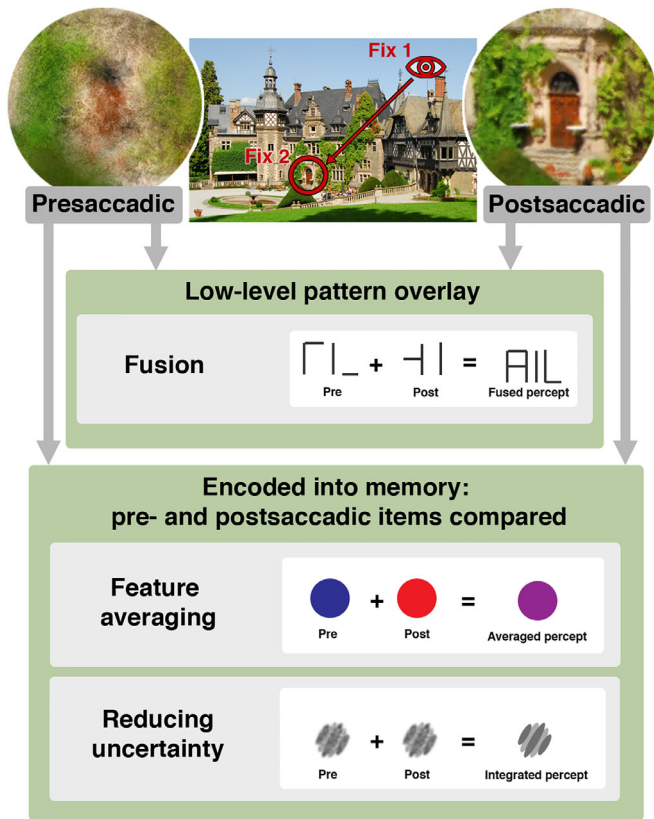 Fix 1
Fix 2
Presaccadic
Postsaccadic
Low-level pattern overlay
Fusion
+ =
AIL
Pre
Post
Fused percept
Encoded into memory:
pre- and postsaccadic items compared
Feature
averaging
+ =
Pre
Post
Averaged percept
Reducing
uncertainty
+ =
Pre
Post
Integrated percept